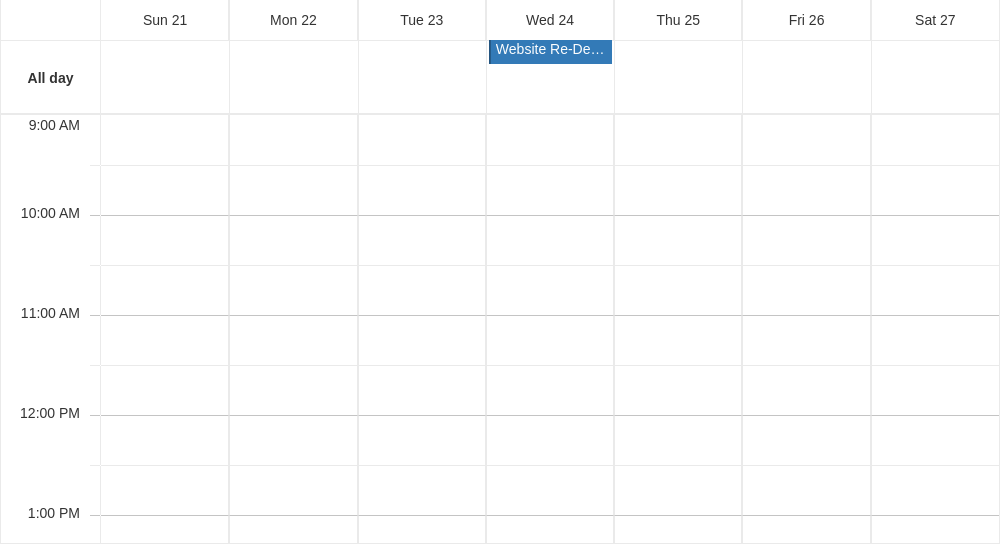 Sun 21
Mon 22
Tue 23
Wed 24
Thu 25
Fri 26
Sat 27
All day
Website Re-De…
9:00 AM
10:00 AM
11:00 AM
12:00 PM
1:00 PM